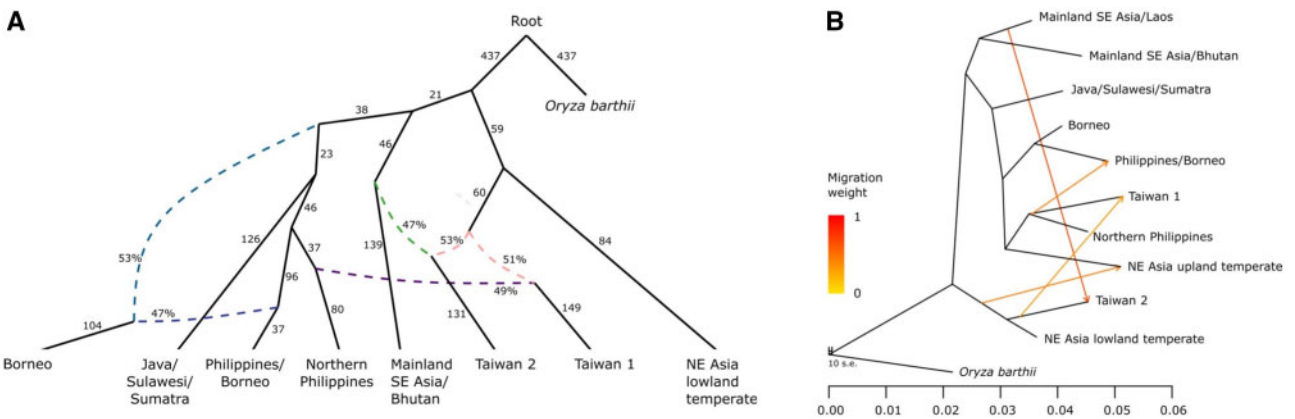 A
Root
437
437
Oryza barthii
21
38
59
46
23
60
46
47%
53%
126
139
84
37
51%
53%
49%
96
47%
104
80
149
131
37
Borneo
Java/
Sulawesi/
Sumatra
Philippines/
Borneo
Northern
Philippines
Mainland
SE Asia/
Bhutan
Taiwan 2
Taiwan 1
NE Asia
lowland
temperate
B
Mainland SE Asia/Laos
Mainland SE Asia/Bhutan
Java/Sulawesi/Sumatra
Borneo
Philippines/Borneo
Migration
weight
1
0
Taiwan 1
Northern Philippines
NE Asia upland temperate
Taiwan 2
NE Asia lowland temperate
10 s.e.
Oryza barthii
0.00
0.01
0.02
0.03
0.04
0.05
0.06